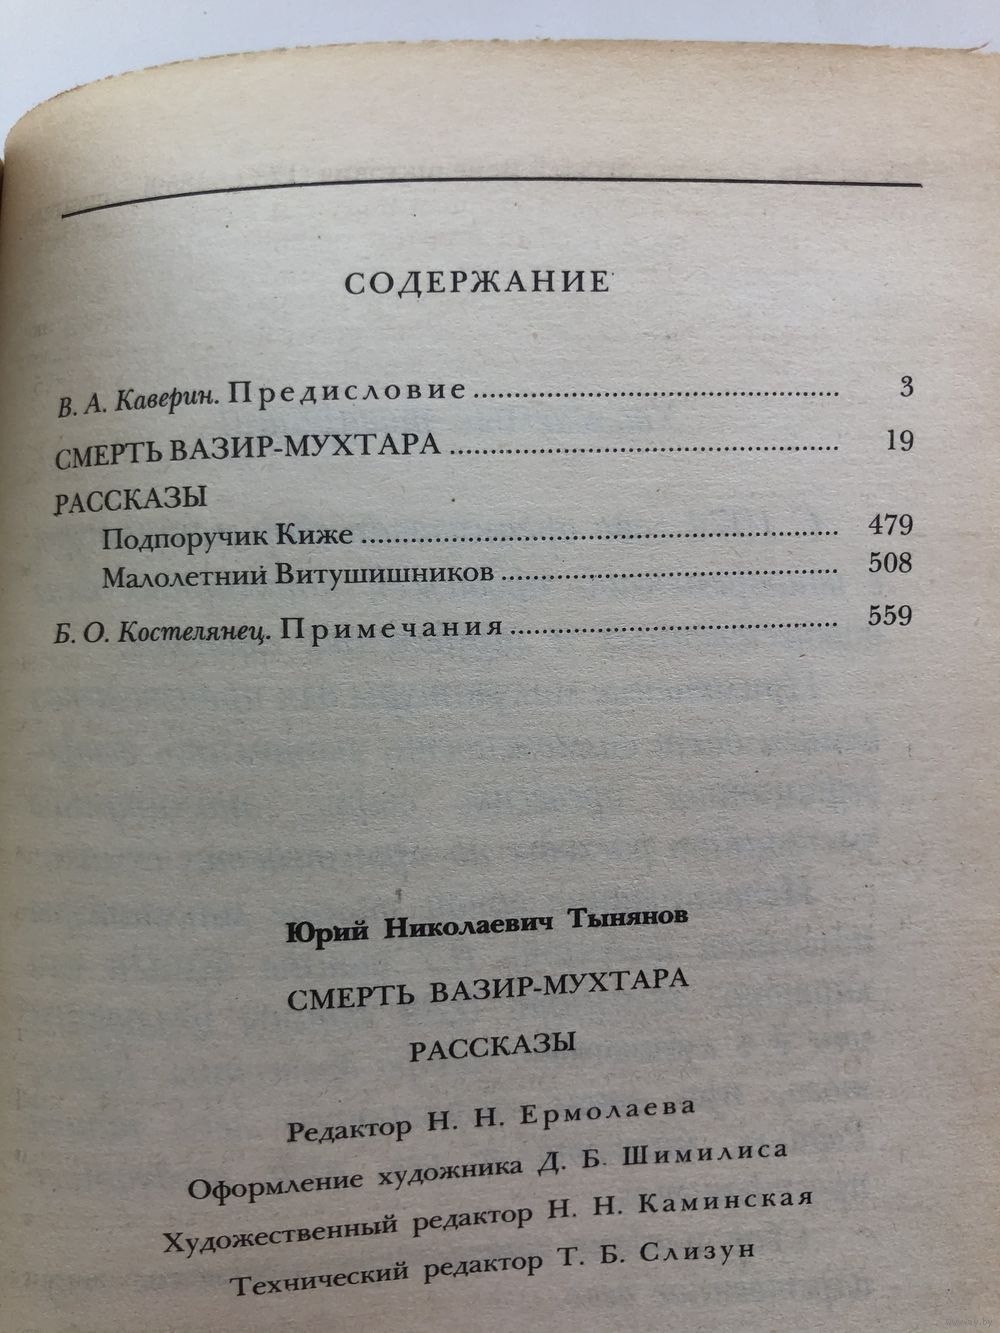 СОДЕРЖАНИЕ
В. А. Каверин. Предисловие ........ 3
СМЕРТЬ ВАЗИР-МУХТАРА ........ 19
РАССКАЗЫ
Подпоручик Киже ........ 479
Малолетний Витушишников ........ 508
Б. О. Костелянец. Примечания ........ 559
Юрий Николаевич Тынянов
СМЕРТЬ ВАЗИР-МУХТАРА
РАССКАЗЫ
Редактор Н. Н. Ермолаева
Оформление художника Д. Б. Шимилиса
Художественный редактор Н. Н. Каминская
Технический редактор Т. Б. Слизун